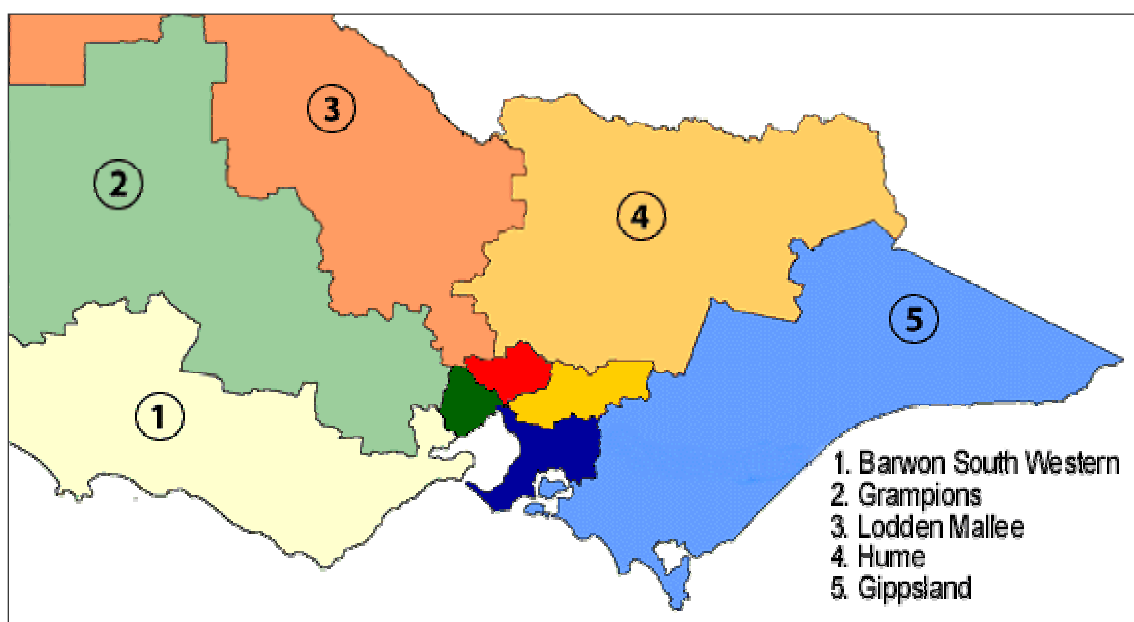 3
2
4
5
1
1. Barwon South Western
2. Grampions
3. Lodden Mallee
4. Hume
5. Gippsland